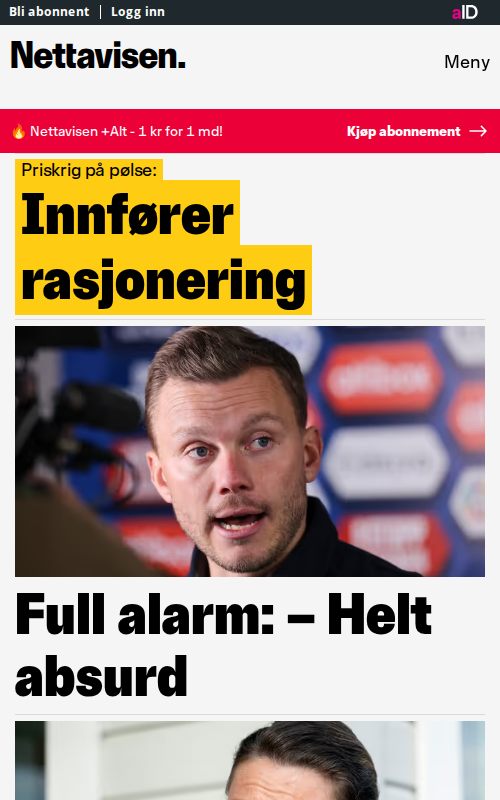 Bli abonnent | Logg inn
aID
Nettavisen.
Meny
🔥 Nettavisen +Alt - 1 kr for 1 md!
Kjøp abonnement →
Priskrig på pølse:
Innfører
rasjonering
Full alarm: – Helt
absurd